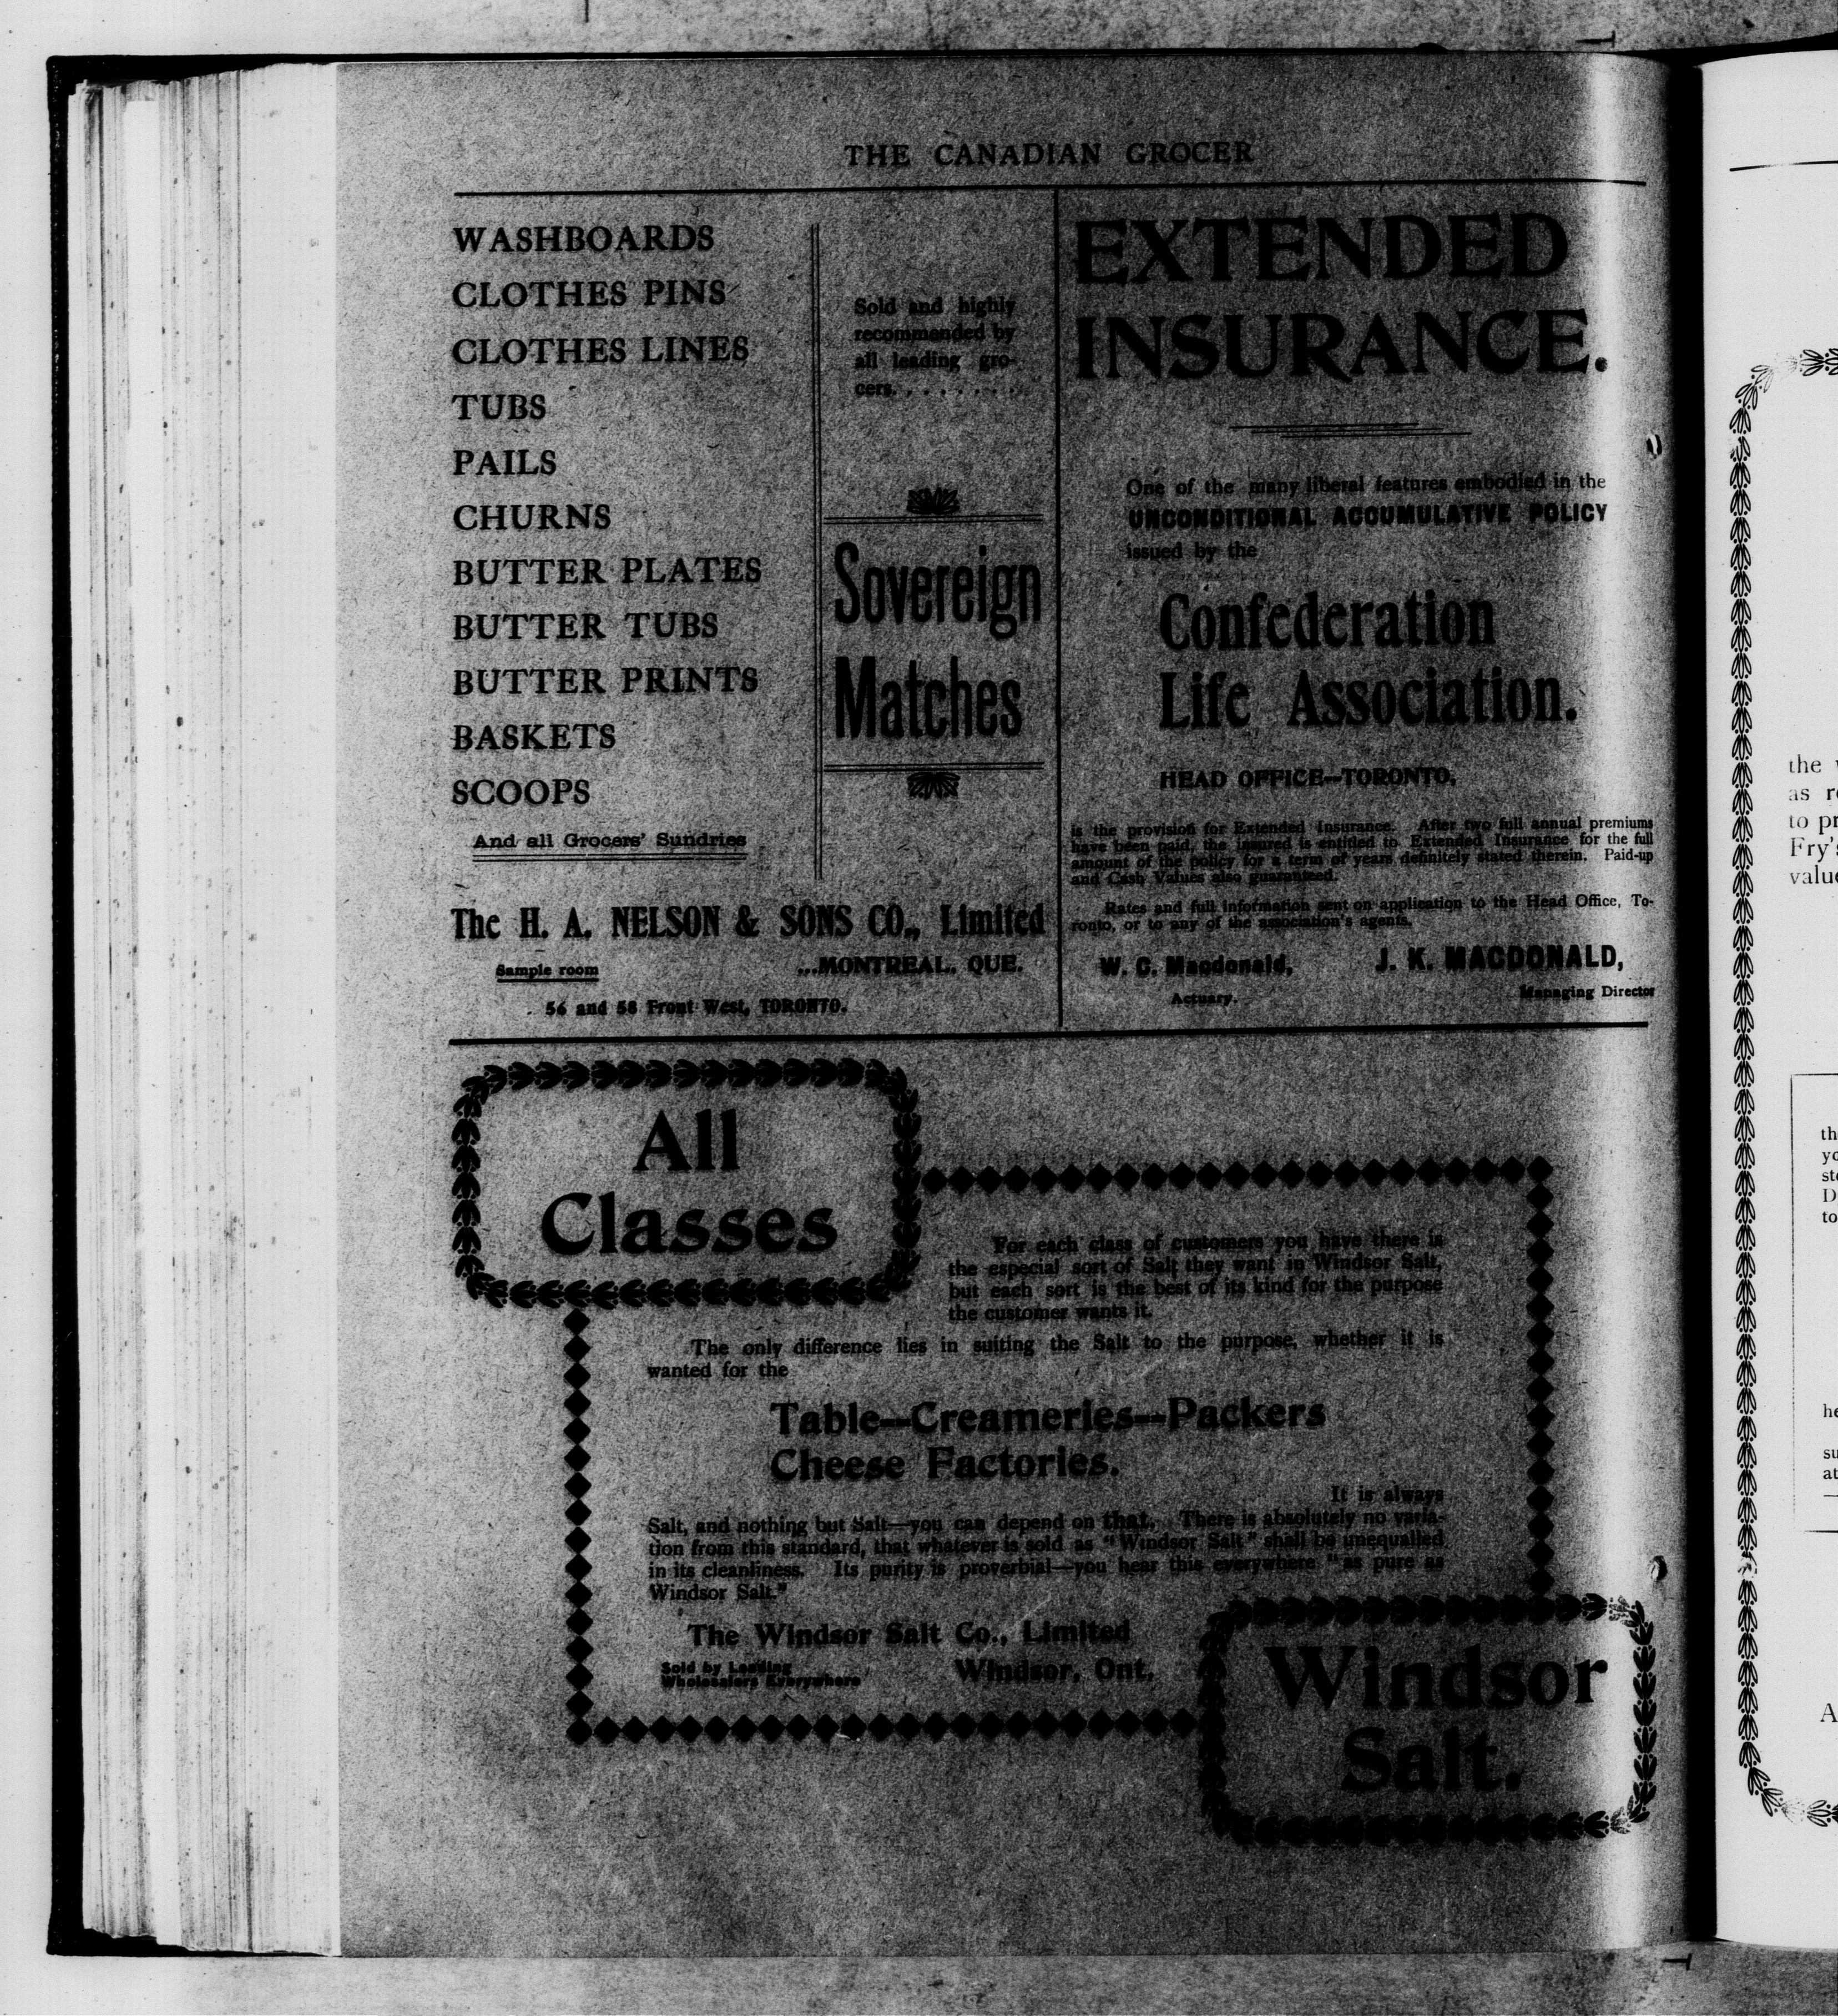 THE CANADIAN GROCER
WASHBOARDS
CLOTHES PINS
CLOTHES LINES
TUBS
PAILS
CHURNS
BUTTER PLATES
BUTTER TUBS
BUTTER PRINTS
BASKETS
SCOOPS
And all Grocers' Sundries
Sold and highly
recommended by
all leading gro-
cers. . . . . . . . .
Sovereign
Matches
The H. A. NELSON & SONS CO., Limited
Sample room
...MONTREAL, QUE.
56 and 58 Front West, TORONTO.
EXTENDED
INSURANCE.
One of the many liberal features embodied in the
UNCONDITIONAL ACCUMULATIVE POLICY
issued by the
Confederation
Life Association.
HEAD OFFICE—TORONTO,
is the provision for Extended Insurance. After two full annual premiums
have been paid, the insured is entitled to Extended Insurance for the full
amount of the policy for a term of years definitely stated therein. Paid-up
and Cash Values also guaranteed.
Rates and full information sent on application to the Head Office, To-
ronto, or to any of the association's agents.
W. C. Macdonald,
Actuary.
J. K. MACDONALD,
Managing Director
All
Classes
For each class of customers you have there is
the especial sort of Salt they want in Windsor Salt,
but each sort is the best of its kind for the purpose
the customer wants it.
The only difference lies in suiting the Salt to the purpose, whether it is
wanted for the
Table—Creameries—Packers
Cheese Factories.
It is always
Salt, and nothing but Salt—you can depend on that. There is absolutely no varia-
tion from this standard, that whatever is sold as "Windsor Salt" shall be unequalled
in its cleanliness. Its purity is proverbial—you hear this everywhere "as pure as
Windsor Salt."
The Windsor Salt Co., Limited
Sold by Leading
Wholesalers Everywhere
Windsor, Ont.
Windsor
Salt.
the
as
to
Fry's